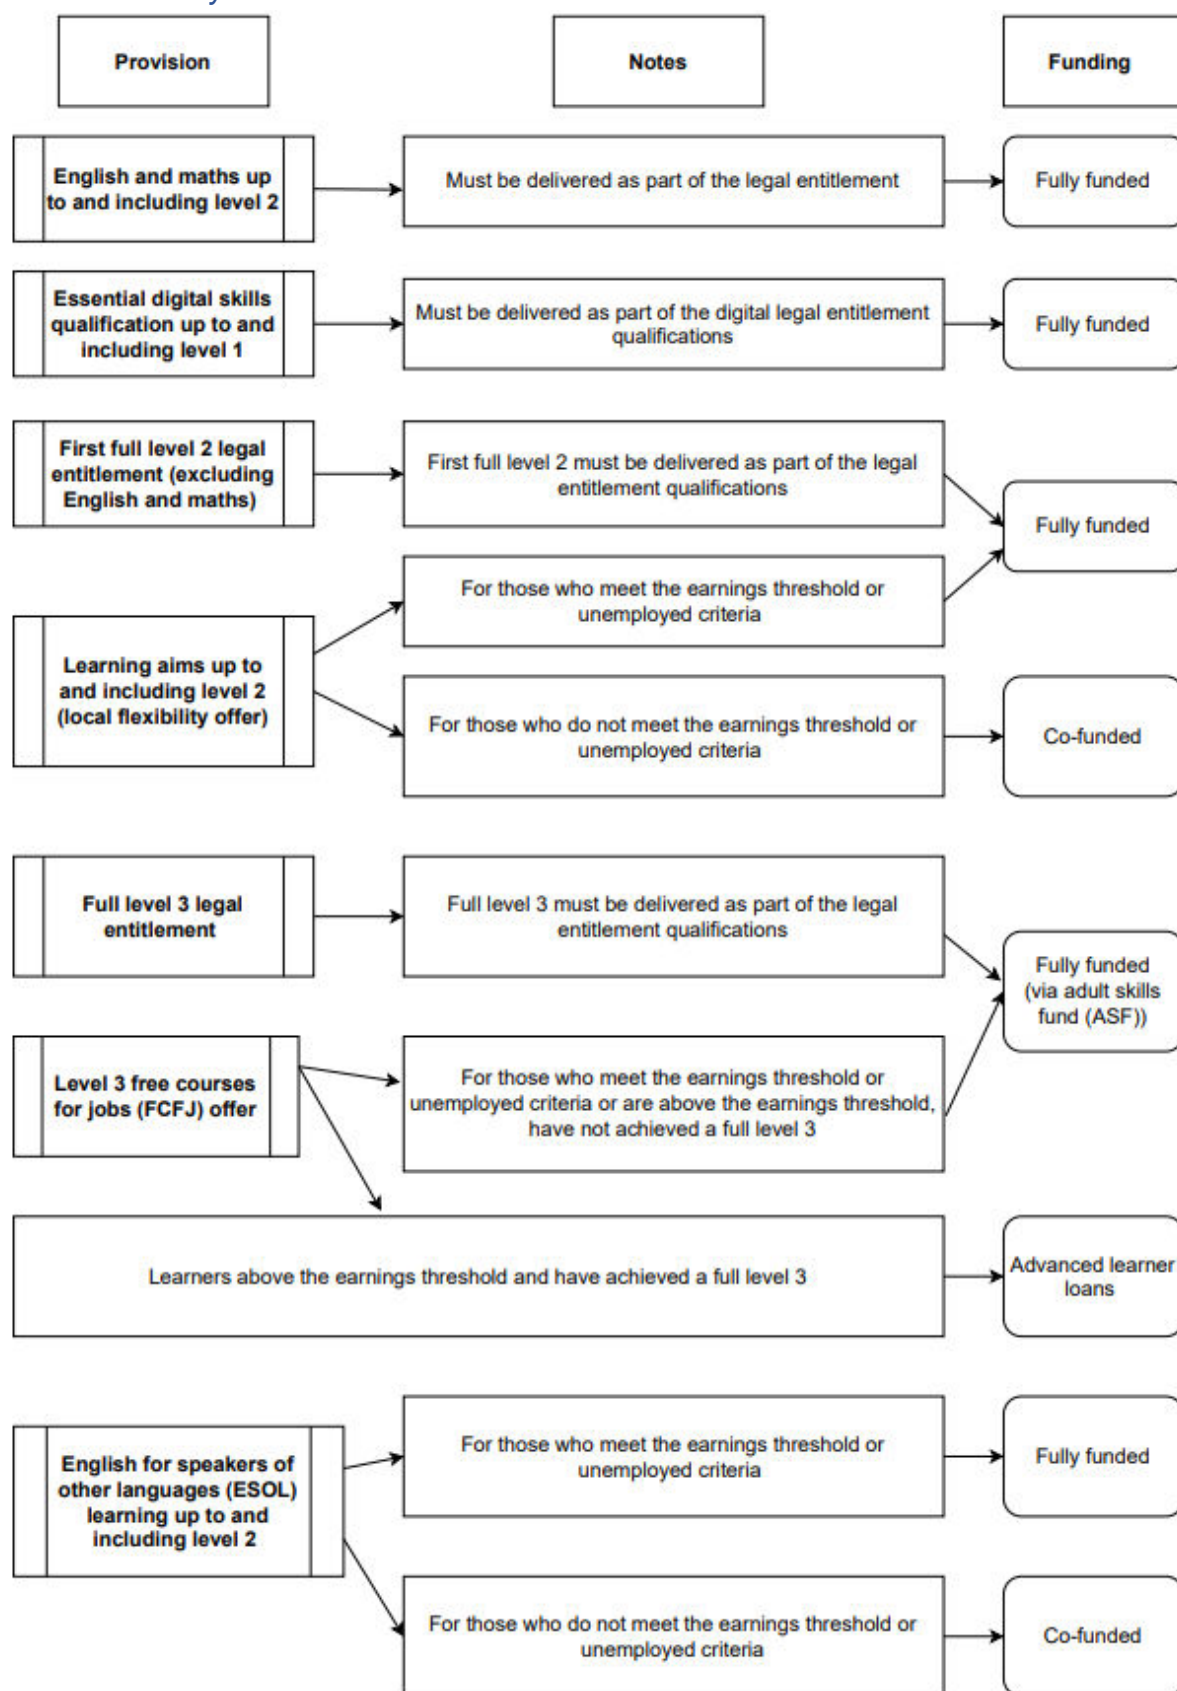 Provision
Notes
Funding
English and maths up
to and including level 2
Must be delivered as part of the legal entitlement
Fully funded
Essential digital skills
qualification up to and
including level 1
Must be delivered as part of the digital legal entitlement
qualifications
Fully funded
First full level 2 legal
entitlement (excluding
English and maths)
First full level 2 must be delivered as part of the legal
entitlement qualifications
Fully funded
Learning aims up to
and including level 2
(local flexibility offer)
For those who meet the earnings threshold or
unemployed criteria
For those who do not meet the earnings threshold or
unemployed criteria
Co-funded
Full level 3 legal
entitlement
Full level 3 must be delivered as part of the legal
entitlement qualifications
Fully funded
(via adult skills
fund (ASF))
Level 3 free courses
for jobs (FCFJ) offer
For those who meet the earnings threshold or
unemployed criteria or are above the earnings threshold,
have not achieved a full level 3
Learners above the earnings threshold and have achieved a full level 3
Advanced learner
loans
English for speakers of
other languages (ESOL)
learning up to and
including level 2
For those who meet the earnings threshold or
unemployed criteria
Fully funded
For those who do not meet the earnings threshold or
unemployed criteria
Co-funded